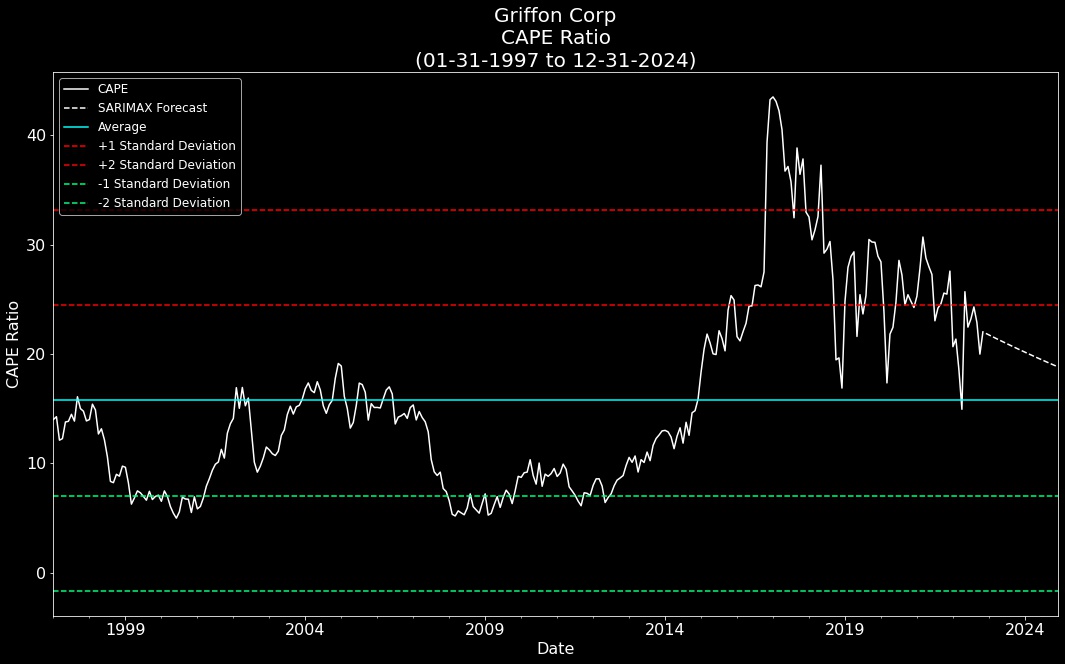 Griffon Corp
CAPE Ratio
(01-31-1997 to 12-31-2024)
CAPE
SARIMAX Forecast
Average
+1 Standard Deviation
+2 Standard Deviation
-1 Standard Deviation
-2 Standard Deviation
CAPE Ratio
40
30
20
10
0
1999 2004 2009 2014 2019 2024
Date